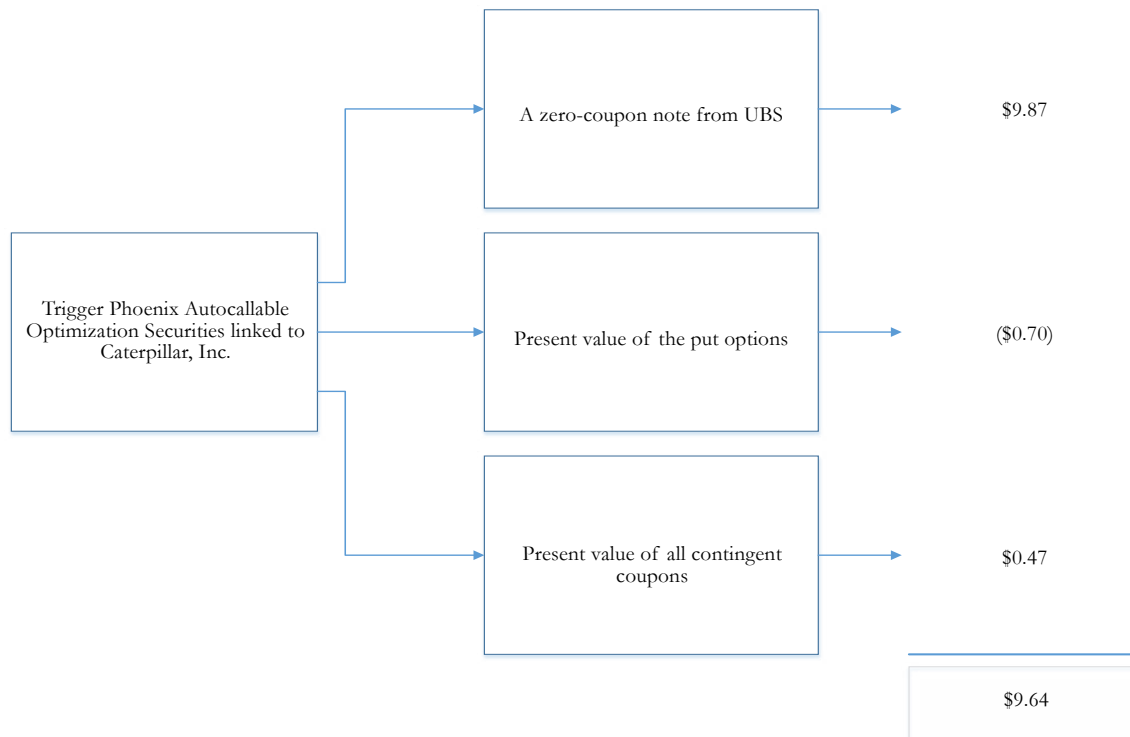 A zero-coupon note from UBS
$9.87
Trigger Phoenix Autocallable
Optimization Securities linked to
Caterpillar, Inc.
Present value of the put options
($0.70)
Present value of all contingent
coupons
$0.47
$9.64